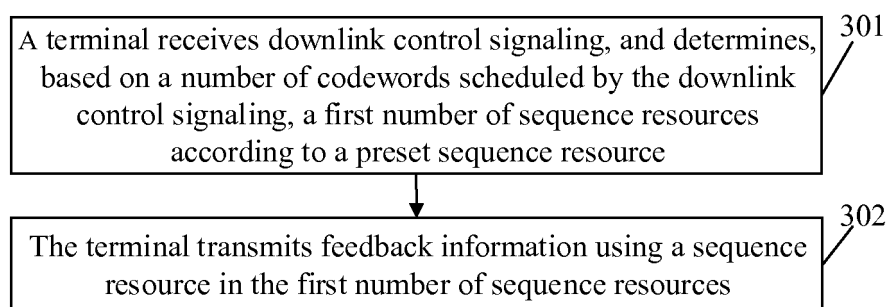 A terminal receives downlink control signaling, and determines,
based on a number of codewords scheduled by the downlink
control signaling, a first number of sequence resources
according to a preset sequence resource
301
The terminal transmits feedback information using a sequence
resource in the first number of sequence resources
302